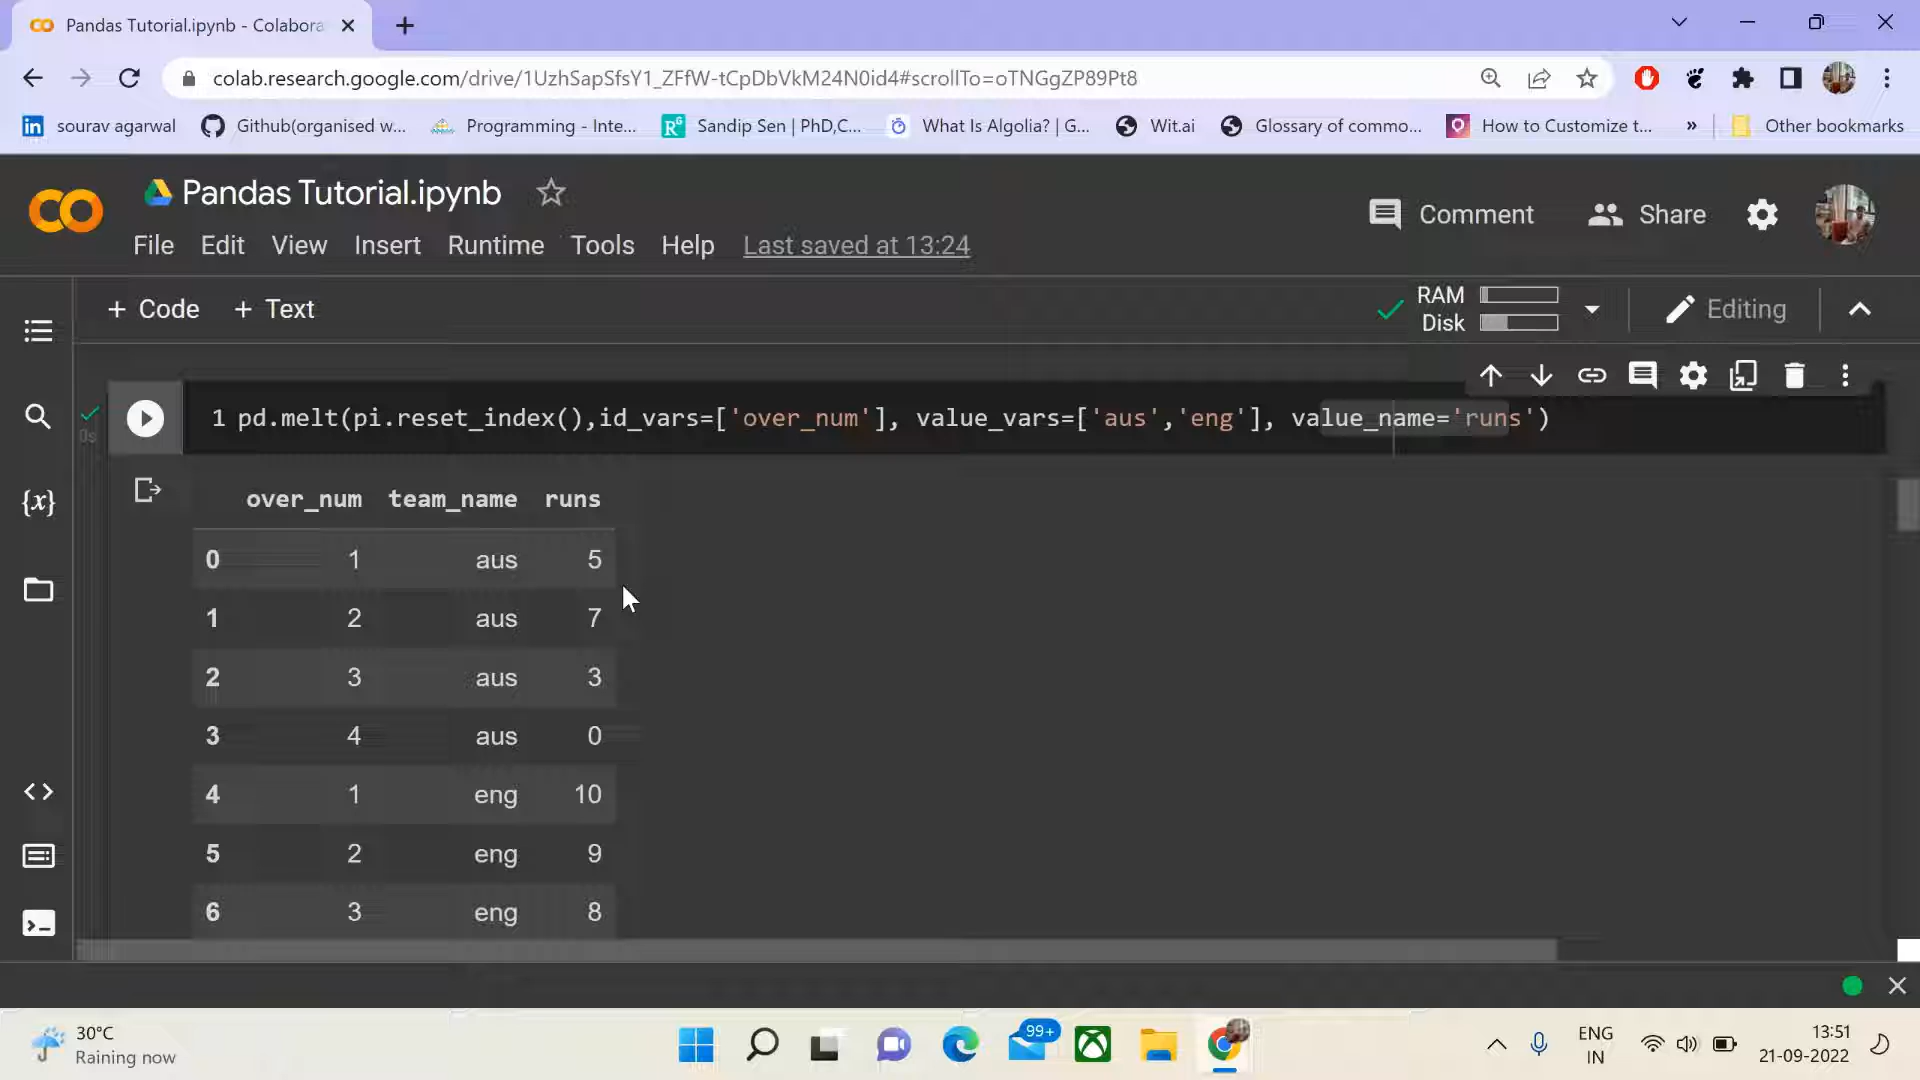 Pandas Tutorial.ipynb - Colabora
colab.research.google.com/drive/1UzhSapSfsY1_ZFfW-tCpDbVkM24N0id4#scrollTo=oTNGgZP89Pt8
sourav agarwal Github(organised w... Programming - Inte... R^G Sandip Sen | PhD,C... What Is Algolia? | G... Wit.ai Glossary of commo... How to Customize t... » Other bookmarks
Pandas Tutorial.ipynb
Comment Share
File Edit View Insert Runtime Tools Help Last saved at 13:24
+ Code + Text
RAM
Disk
Editing
1 pd.melt(pi.reset_index(),id_vars=['over_num'], value_vars=['aus','eng'], value_name='runs')
0s
over_num team_name runs
0 1 aus 5
1 2 aus 7
2 3 aus 3
3 4 aus 0
4 1 eng 10
5 2 eng 9
6 3 eng 8
30°C
Raining now
99+
ENG
IN
13:51
21-09-2022